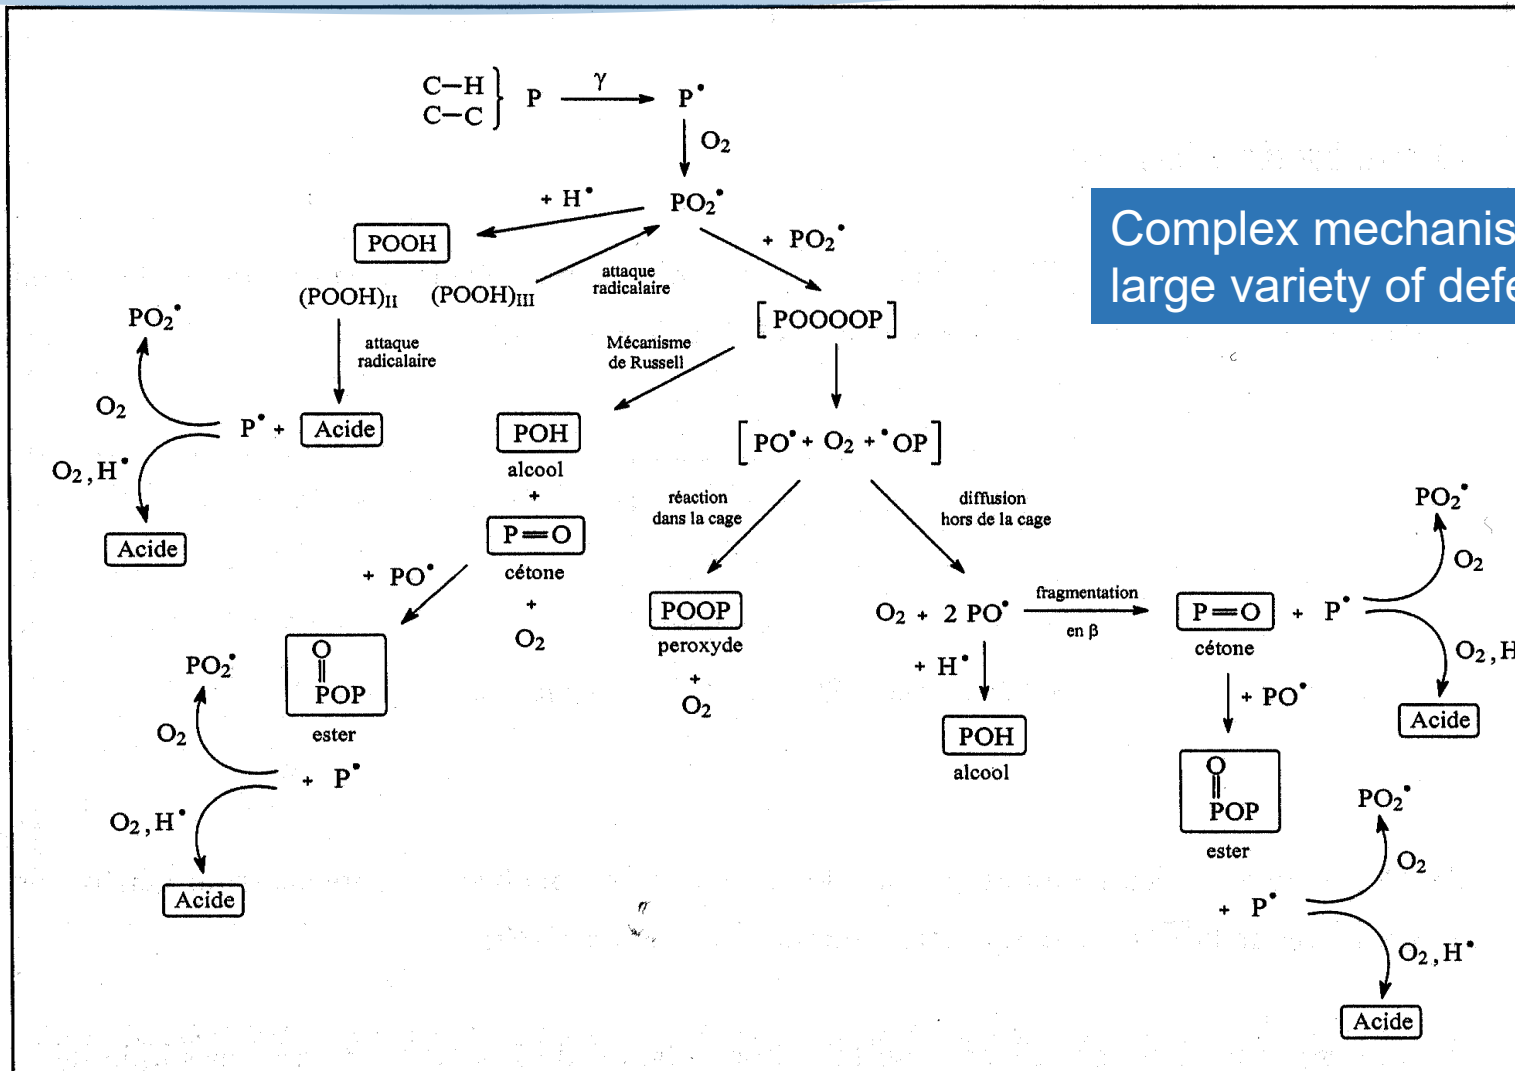 C—H
C—C
P
γ
P•
O₂
+ H•
PO₂•
POOH
+ PO₂•
attaque
radicalaire
(POOH)II
(POOH)III
Complex mechanis
large variety of defe
PO₂•
attaque
radicalaire
Mécanisme
de Russell
[POOOOP]
O₂
P• + Acide
POH
alcool
+
[PO• + O₂ + •OP]
O₂, H•
Acide
P=O
cétone
+
O₂
réaction
dans la cage
diffusion
hors de la cage
PO₂•
O₂
+ PO•
POOP
peroxyde
+
O₂
O₂ + 2 PO•
fragmentation
en β
P=O + P•
cétone
O₂, H
Acide
+ H•
POH
alcool
+ PO•
O
POP
ester
PO₂•
O₂
+ P•
O₂, H•
Acide
O
POP
ester
PO₂•
O₂
+ P•
O₂, H•
Acide